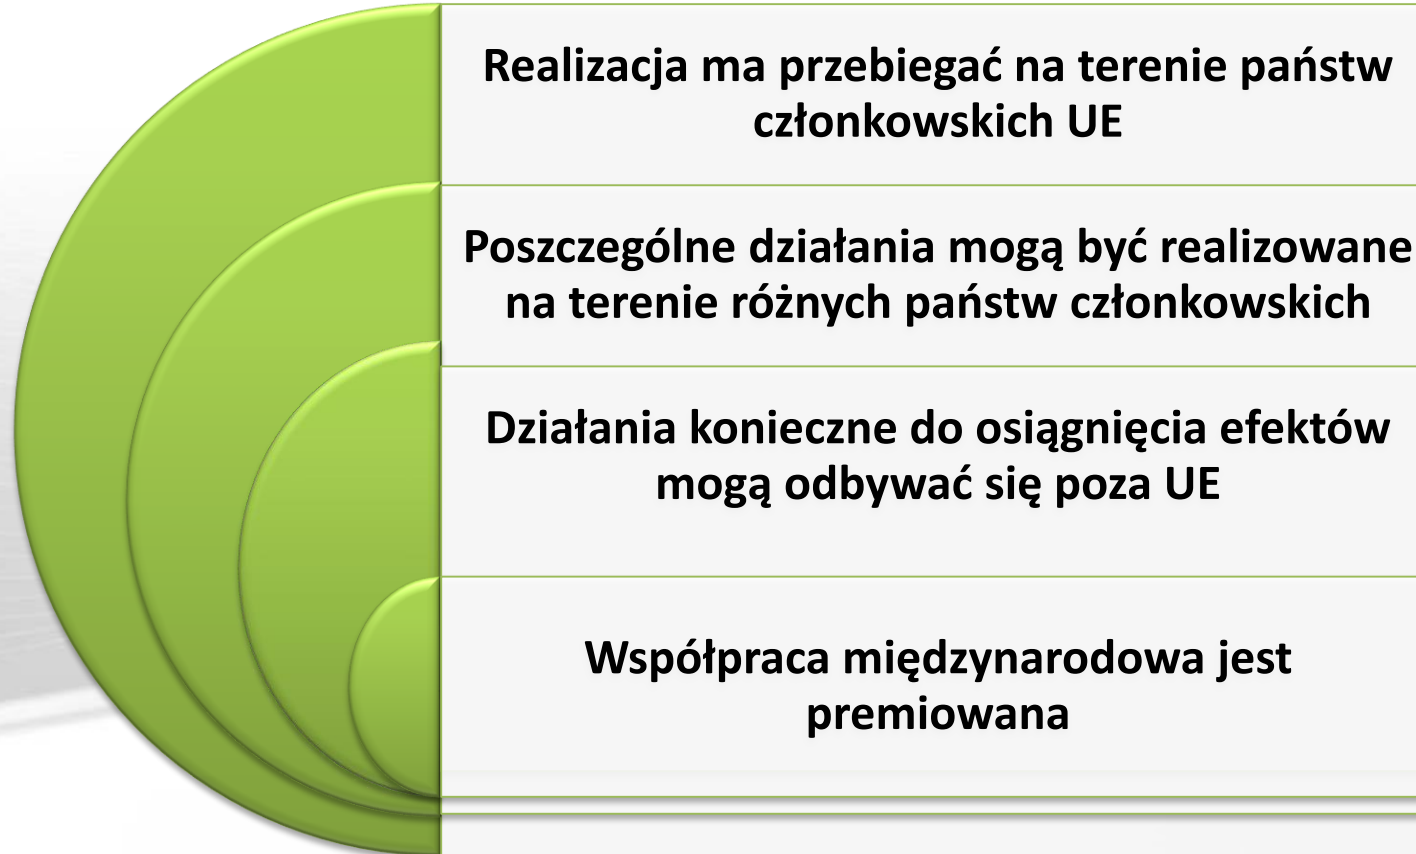 Realizacja ma przebiegać na terenie państw
członkowskich UE
Poszczególne działania mogą być realizowane
na terenie różnych państw członkowskich
Działania konieczne do osiągnięcia efektów
mogą odbywać się poza UE
Współpraca międzynarodowa jest
premiowana